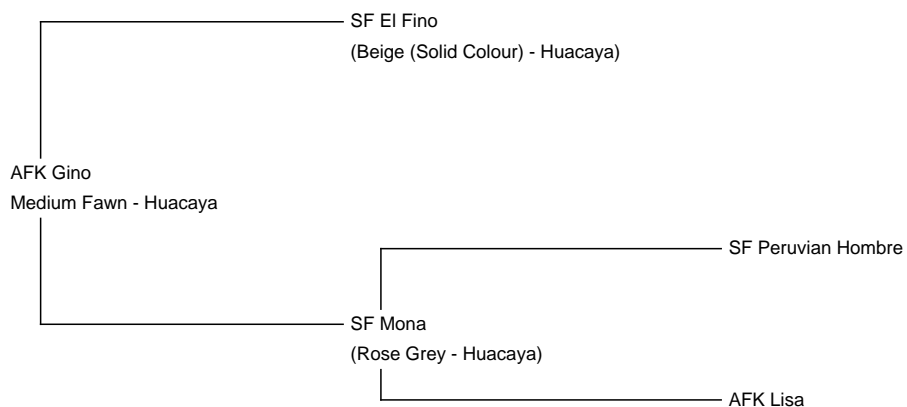 SF El Fino
(Beige (Solid Colour) - Huacaya)
AFK Gino
Medium Fawn - Huacaya
SF Peruvian Hombre
SF Mona
(Rose Grey - Huacaya)
AFK Lisa